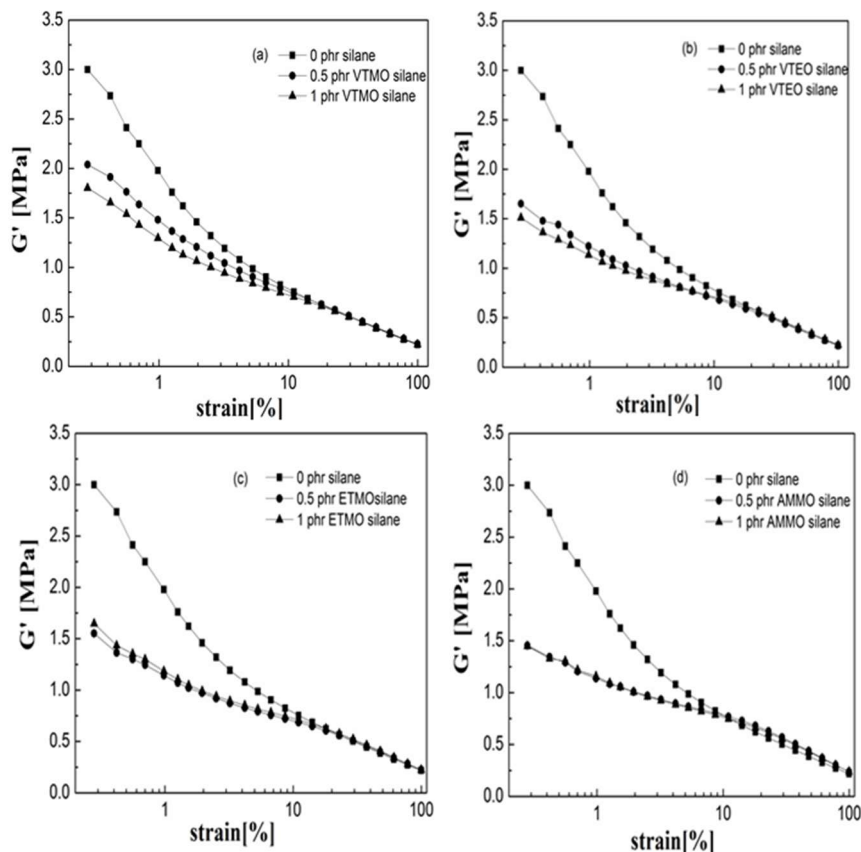 (a)
0 phr silane
0.5 phr VTMO silane
1 phr VTMO silane
G' [MPa]
3.5
3.0
2.5
2.0
1.5
1.0
0.5
0.0
1
10
100
strain[%]
(b)
0 phr silane
0.5 phr VTEO silane
1 phr VTEO silane
G' [MPa]
3.5
3.0
2.5
2.0
1.5
1.0
0.5
0.0
1
10
100
strain[%]
(c)
0 phr silane
0.5 phr ETMOsilane
1 phr ETMO silane
G' [MPa]
3.5
3.0
2.5
2.0
1.5
1.0
0.5
0.0
1
10
100
strain[%]
(d)
0 phr silane
0.5 phr AMMO silane
1 phr AMMO silane
G' [MPa]
3.5
3.0
2.5
2.0
1.5
1.0
0.5
0.0
1
10
100
strain[%]